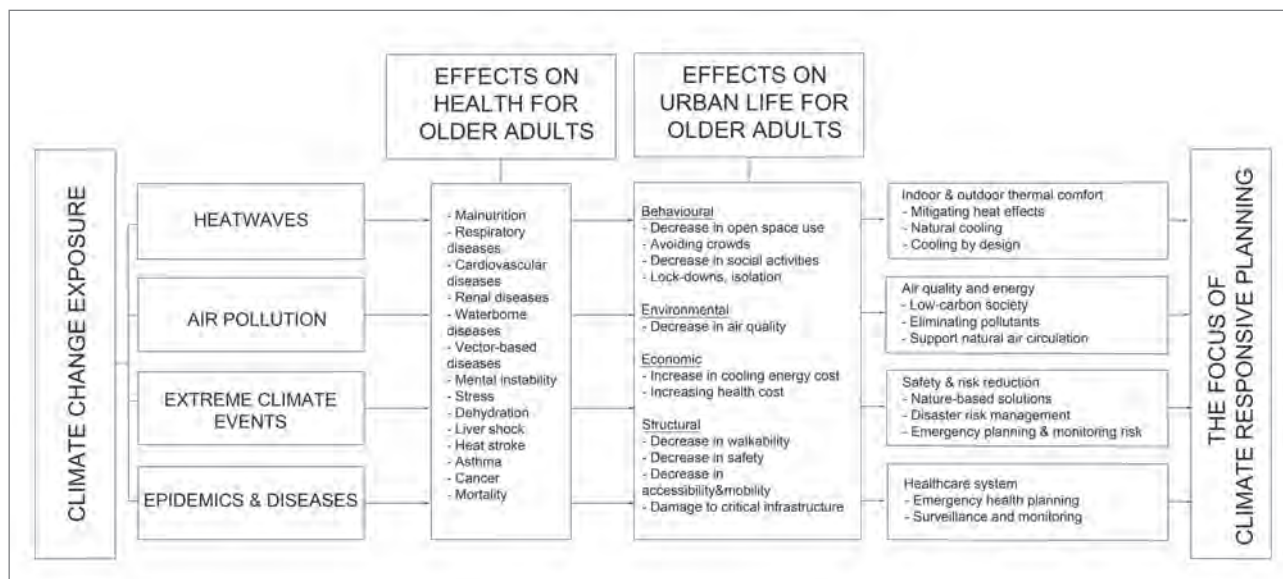 EFFECTS ON
HEALTH FOR
OLDER ADULTS
EFFECTS ON
URBAN LIFE FOR
OLDER ADULTS
CLIMATE CHANGE EXPOSURE
HEATWAVES
AIR POLLUTION
EXTREME CLIMATE
EVENTS
EPIDEMICS & DISEASES
- Malnutrition
- Respiratory
diseases
- Cardiovascular
diseases
- Renal diseases
- Waterborne
diseases
- Vector-based
diseases
- Mental instability
- Stress
- Dehydration
- Liver shock
- Heat stroke
- Asthma
- Cancer
- Mortality
Behavioural
- Decrease in open space use
- Avoiding crowds
- Decrease in social activities
- Lock-downs, isolation
Environmental
- Decrease in air quality
Economic
- Increase in cooling energy cost
- Increasing health cost
Structural
- Decrease in walkability
- Decrease in safety
- Decrease in
accessibility&mobility
- Damage to critical infrastructure
Indoor & outdoor thermal comfort
- Mitigating heat effects
- Natural cooling
- Cooling by design
Air quality and energy
- Low-carbon society
- Eliminating pollutants
- Support natural air circulation
Safety & risk reduction
- Nature-based solutions
- Disaster risk management
- Emergency planning & monitoring risk
Healthcare system
- Emergency health planning
- Surveillance and monitoring
THE FOCUS OF
CLIMATE RESPONSIVE PLANNING